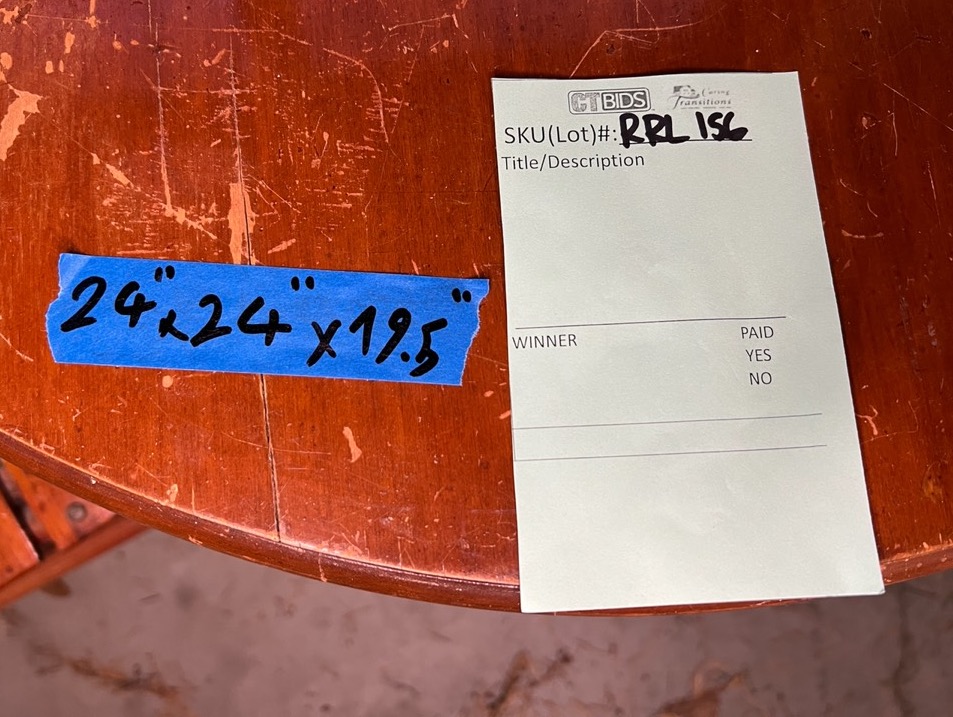 24" x 24" x 19.5"
CTBIDS
Caring
Transitions
SKU(Lot)#: RRL 156
Title/Description
WINNER PAID
YES
NO